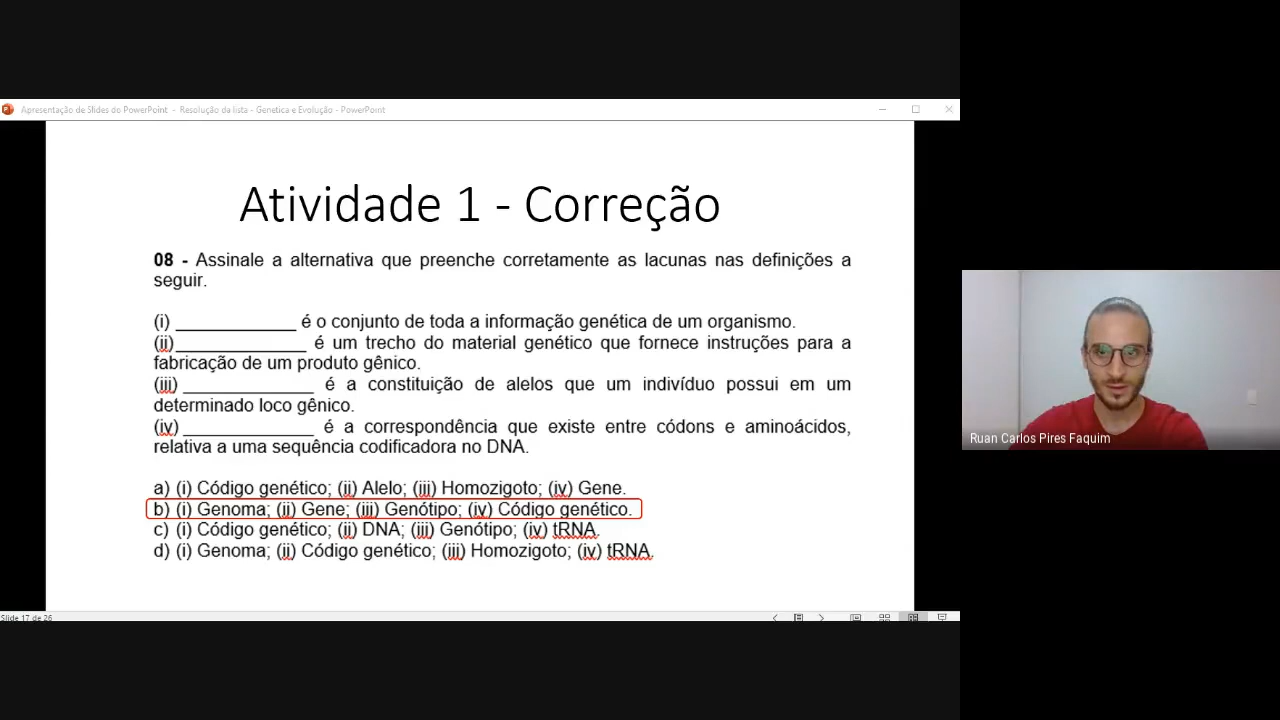 Apresentação de Slides do PowerPoint - Resolução da lista - Genetica e Evolução - PowerPoint
Atividade 1 - Correção
08 - Assinale a alternativa que preenche corretamente as lacunas nas definições a
seguir.
(i) ____________ é o conjunto de toda a informação genética de um organismo.
(ii)_____________ é um trecho do material genético que fornece instruções para a
fabricação de um produto gênico.
(iii) _____________ é a constituição de alelos que um indivíduo possui em um
determinado loco gênico.
(iv) _____________ é a correspondência que existe entre códons e aminoácidos,
relativa a uma sequência codificadora no DNA.
a) (i) Código genético; (ii) Alelo; (iii) Homozigoto; (iv) Gene.
b) (i) Genoma; (ii) Gene; (iii) Genótipo; (iv) Código genético.
c) (i) Código genético; (ii) DNA; (iii) Genótipo; (iv) tRNA.
d) (i) Genoma; (ii) Código genético; (iii) Homozigoto; (iv) tRNA.
Slide 17 de 26
Ruan Carlos Pires Faquim